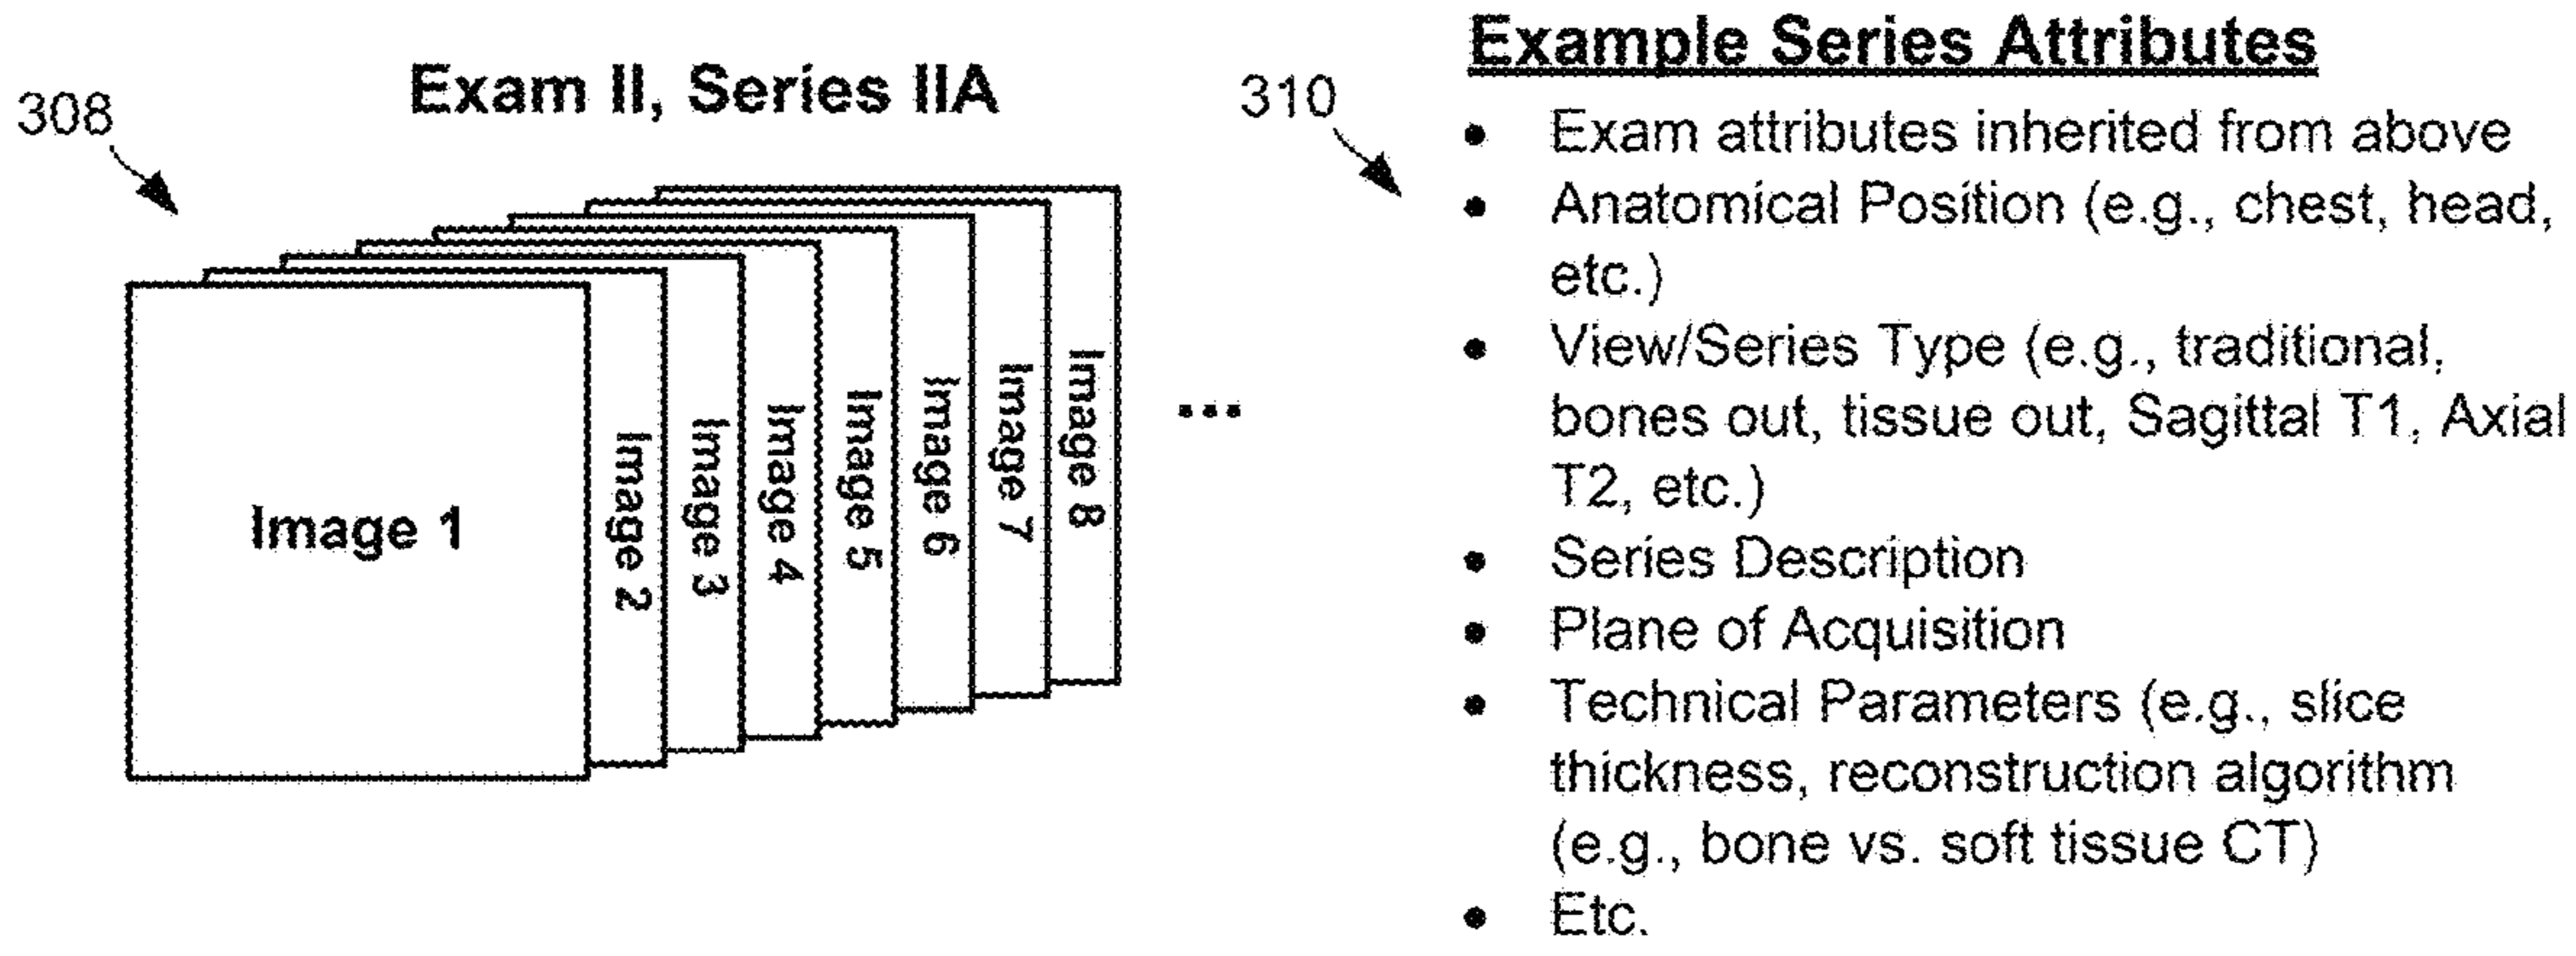 Exam II, Series IIA
308
Image 1
Image 2
Image 3
Image 4
Image 5
Image 6
Image 7
Image 8
...
310
Example Series Attributes
• Exam attributes inherited from above
• Anatomical Position (e.g., chest, head,
etc.)
• View/Series Type (e.g., traditional,
bones out, tissue out, Sagittal T1, Axial
T2, etc.)
• Series Description
• Plane of Acquisition
• Technical Parameters (e.g., slice
thickness, reconstruction algorithm
(e.g., bone vs. soft tissue CT)
• Etc.